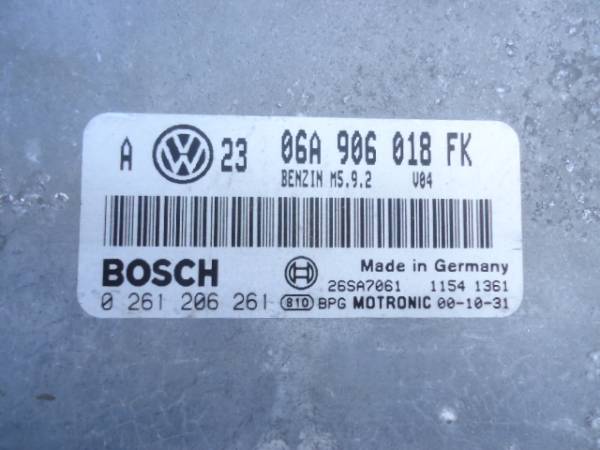 A VW 23 06A 906 018 FK
BENZIN M5.9.2 V04
BOSCH Made in Germany
26SA7061 1154 1361
0 261 206 261 810 BPG MOTRONIC 00-10-31